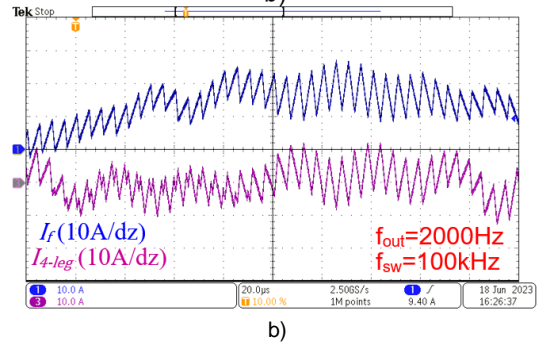 b)
Tek Stop
T
T
1
3
If (10A/dz)
I4-leg (10A/dz)
fout=2000Hz
fsw=100kHz
1 10.0 A
3 10.0 A
20.0µs
T 10.00 %
2.50GS/s
1M points
1 /
9.40 A
18 Jun 2023
16:26:37
b)